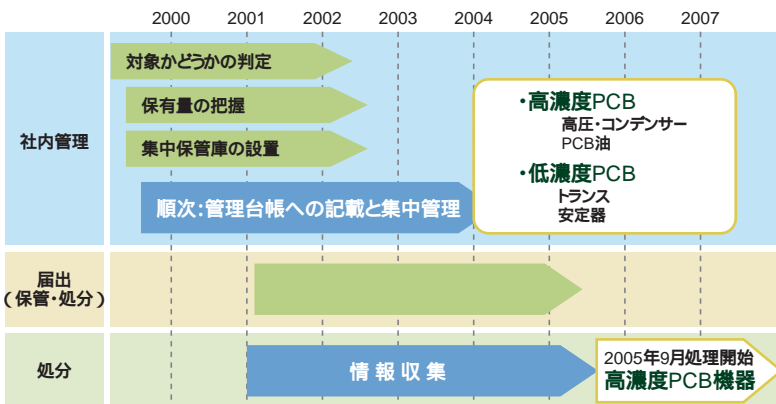 2000 2001 2002 2003 2004 2005 2006 2007
社内管理
対象かどうかの判定
保有量の把握
集中保管庫の設置
順次:管理台帳への記載と集中管理
・高濃度PCB
高圧・コンデンサー
PCB油
・低濃度PCB
トランス
安定器
届出
(保管・処分)
処分
情報収集
2005年9月処理開始
高濃度PCB機器